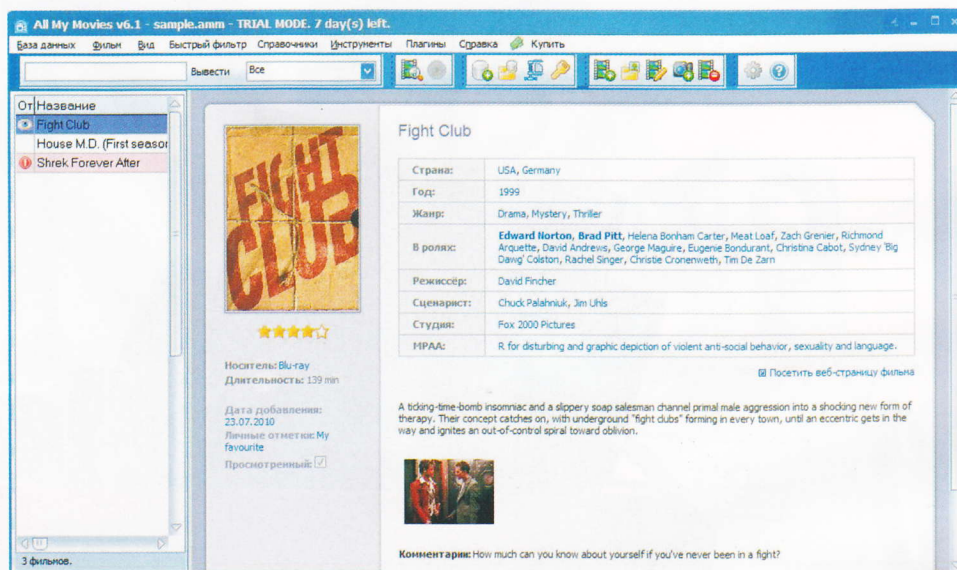 All My Movies v6.1 - sample.amm - TRIAL MODE. 7 day(s) left.
База данных Фильм Вид Быстрый фильтр Справочники Инструменты Плагины Справка Купить
Вывести Все
От Название
Fight Club
House M.D. (First season
Shrek Forever After
3 фильмов.
FIGHT
CLUB
Носитель: Blu-ray
Длительность: 139 min
Дата добавления:
23.07.2010
Личные отметки: My
favourite
Просмотренный:
Fight Club
Страна: USA, Germany
Год: 1999
Жанр: Drama, Mystery, Thriller
В ролях: Edward Norton, Brad Pitt, Helena Bonham Carter, Meat Loaf, Zach Grenier, Richmond
Arquette, David Andrews, George Maguire, Eugenie Bondurant, Christina Cabot, Sydney 'Big
Dawg' Colston, Rachel Singer, Christie Cronenweth, Tim De Zarn
Режиссёр: David Fincher
Сценарист: Chuck Palahniuk, Jim Uhls
Студия: Fox 2000 Pictures
MPAA: R for disturbing and graphic depiction of violent anti-social behavior, sexuality and language.
Посетить веб-страницу фильма
A ticking-time-bomb insomniac and a slippery soap salesman channel primal male aggression into a shocking new form of
therapy. Their concept catches on, with underground "fight clubs" forming in every town, until an eccentric gets in the
way and ignites an out-of-control spiral toward oblivion.
Комментарии: How much can you know about yourself if you've never been in a fight?